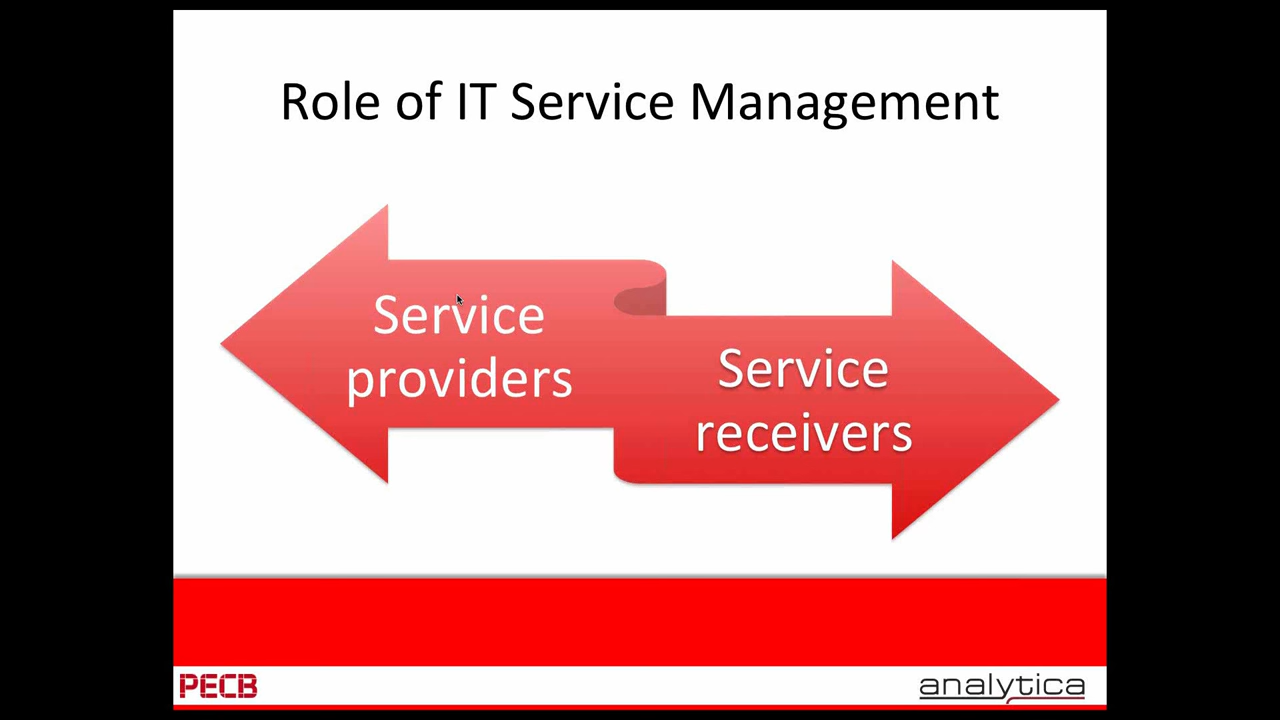 Role of IT Service Management
Service
providers
Service
receivers
PECB
analytica